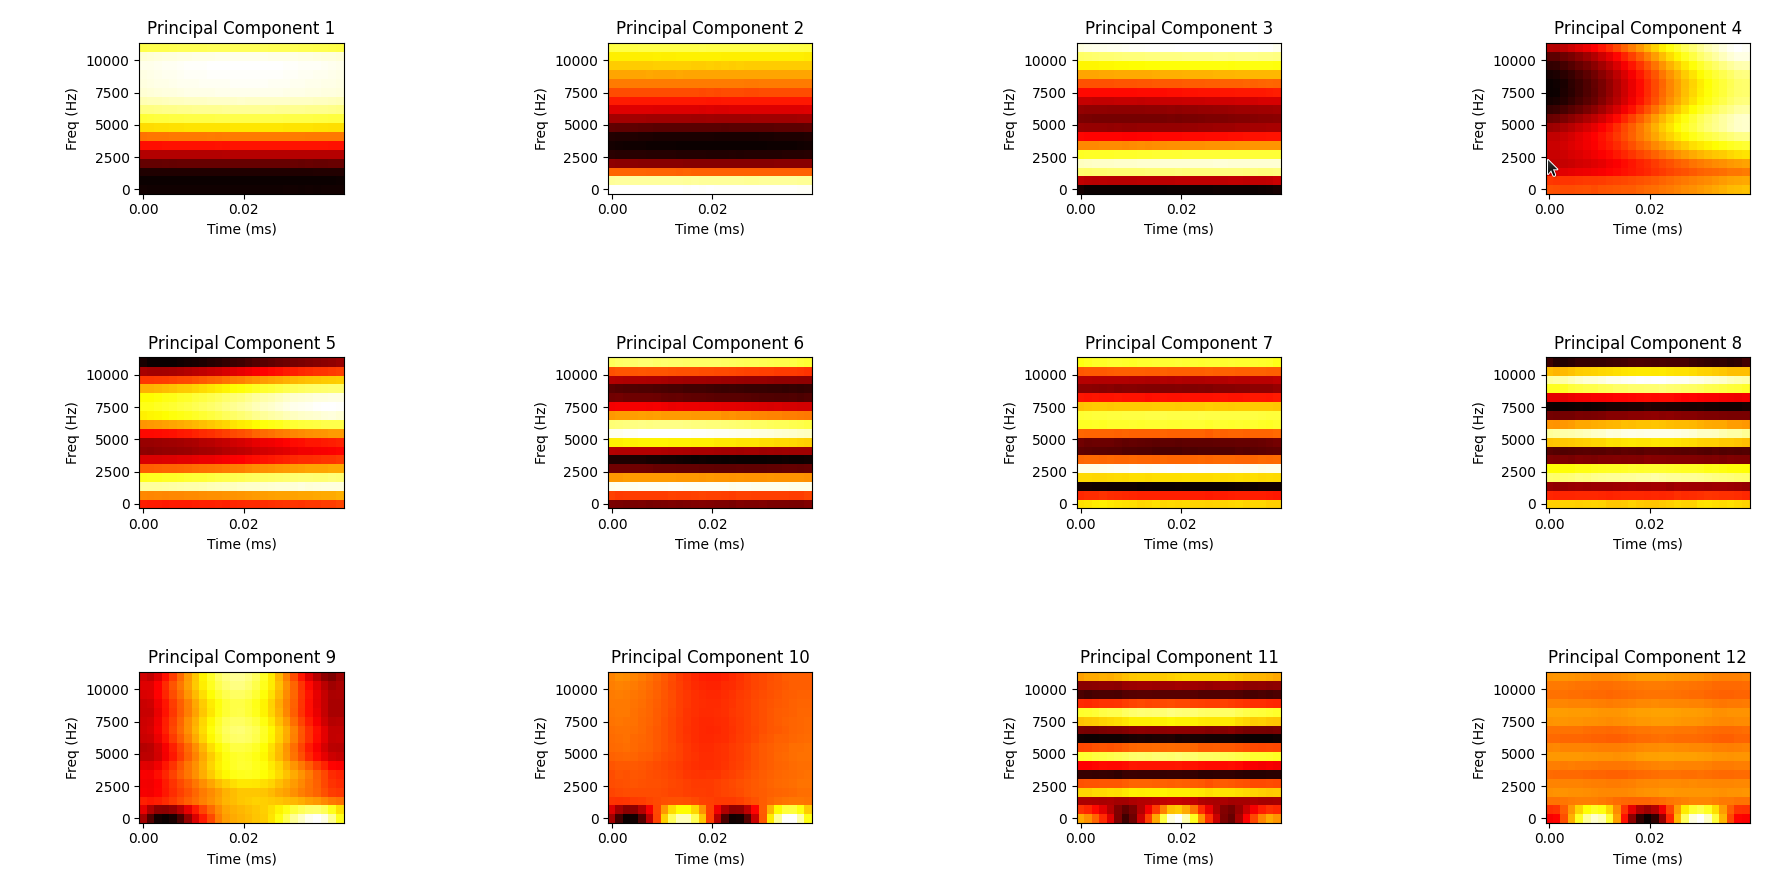 Principal Component 1
Principal Component 2
Principal Component 3
Principal Component 4
10000
7500
5000
2500
0
Freq (Hz)
0.00 0.02
Time (ms)
10000
7500
5000
2500
0
Freq (Hz)
0.00 0.02
Time (ms)
10000
7500
5000
2500
0
Freq (Hz)
0.00 0.02
Time (ms)
10000
7500
5000
2500
0
Freq (Hz)
0.00 0.02
Time (ms)
Principal Component 5
Principal Component 6
Principal Component 7
Principal Component 8
10000
7500
5000
2500
0
Freq (Hz)
0.00 0.02
Time (ms)
10000
7500
5000
2500
0
Freq (Hz)
0.00 0.02
Time (ms)
10000
7500
5000
2500
0
Freq (Hz)
0.00 0.02
Time (ms)
10000
7500
5000
2500
0
Freq (Hz)
0.00 0.02
Time (ms)
Principal Component 9
Principal Component 10
Principal Component 11
Principal Component 12
10000
7500
5000
2500
0
Freq (Hz)
0.00 0.02
Time (ms)
10000
7500
5000
2500
0
Freq (Hz)
0.00 0.02
Time (ms)
10000
7500
5000
2500
0
Freq (Hz)
0.00 0.02
Time (ms)
10000
7500
5000
2500
0
Freq (Hz)
0.00 0.02
Time (ms)